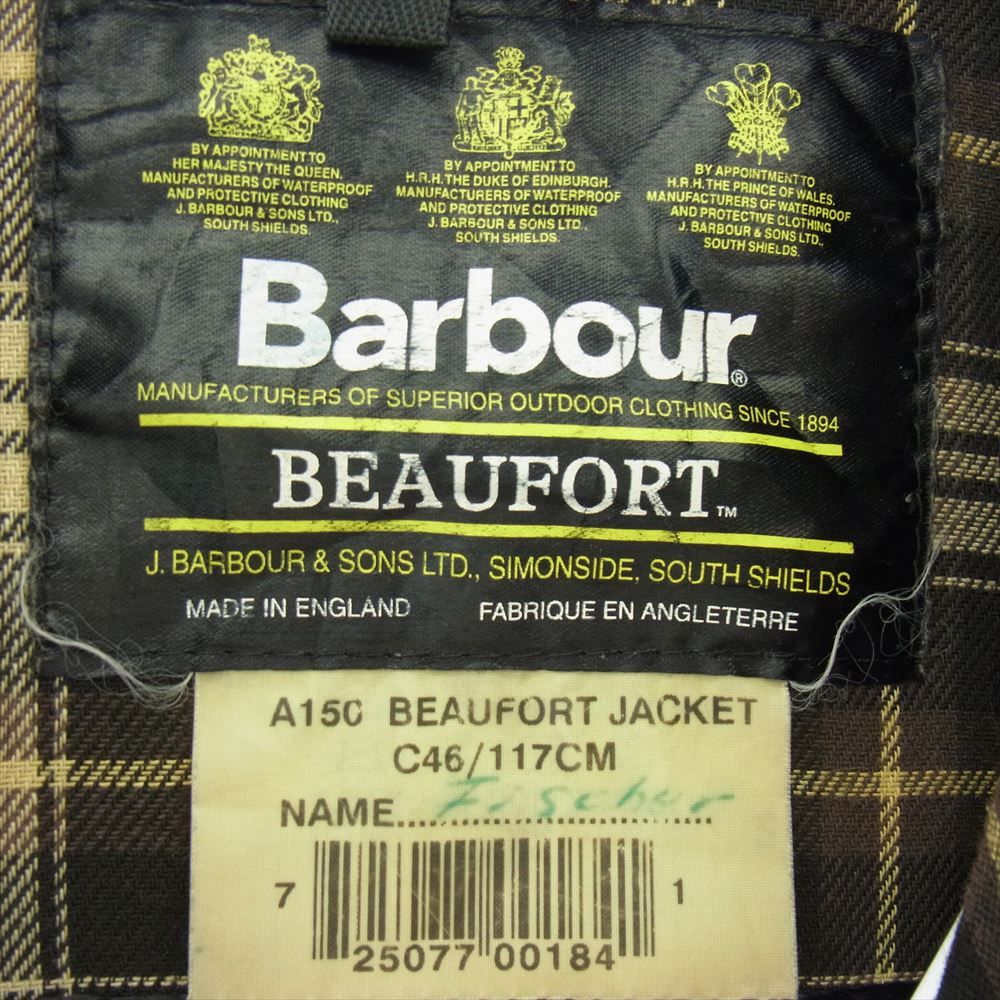 BY APPOINTMENT TO
HER MAJESTY THE QUEEN.
MANUFACTURERS OF WATERPROOF
AND PROTECTIVE CLOTHING
J. BARBOUR & SONS LTD.,
SOUTH SHIELDS.
BY APPOINTMENT TO
H.R.H. THE DUKE OF EDINBURGH.
MANUFACTURERS OF WATERPROOF
AND PROTECTIVE CLOTHING
J. BARBOUR & SONS LTD.
SOUTH SHIELDS.
BY APPOINTMENT TO
H.R.H. THE PRINCE OF WALES.
MANUFACTURERS OF WATERPROOF
AND PROTECTIVE CLOTHING
J. BARBOUR & SONS LTD.,
SOUTH SHIELDS.
Barbour®
MANUFACTURERS OF SUPERIOR OUTDOOR CLOTHING SINCE 1894
BEAUFORT™
J. BARBOUR & SONS LTD., SIMONSIDE, SOUTH SHIELDS
MADE IN ENGLAND FABRIQUE EN ANGLETERRE
A150 BEAUFORT JACKET
C46/117CM
NAME
7 25077 00184 1